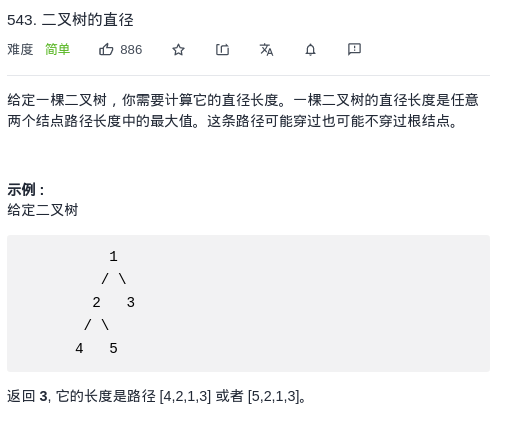 543. 二叉树的直径
难度 简单 886
给定一棵二叉树，你需要计算它的直径长度。一棵二叉树的直径长度是任意
两个结点路径长度中的最大值。这条路径可能穿过也可能不穿过根结点。
示例 :
给定二叉树
1
/ \
2 3
/ \
4 5
返回 3, 它的长度是路径 [4,2,1,3] 或者 [5,2,1,3]。